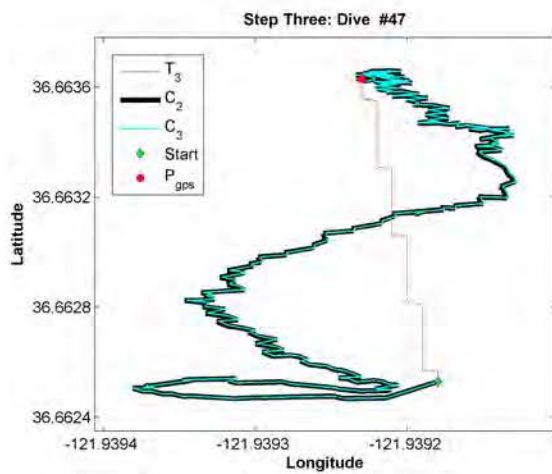 Step Three: Dive #47
T3
C2
C3
Start
Pgps
36.6636
36.6632
36.6628
36.6624
Latitude
-121.9394
-121.9393
-121.9392
Longitude